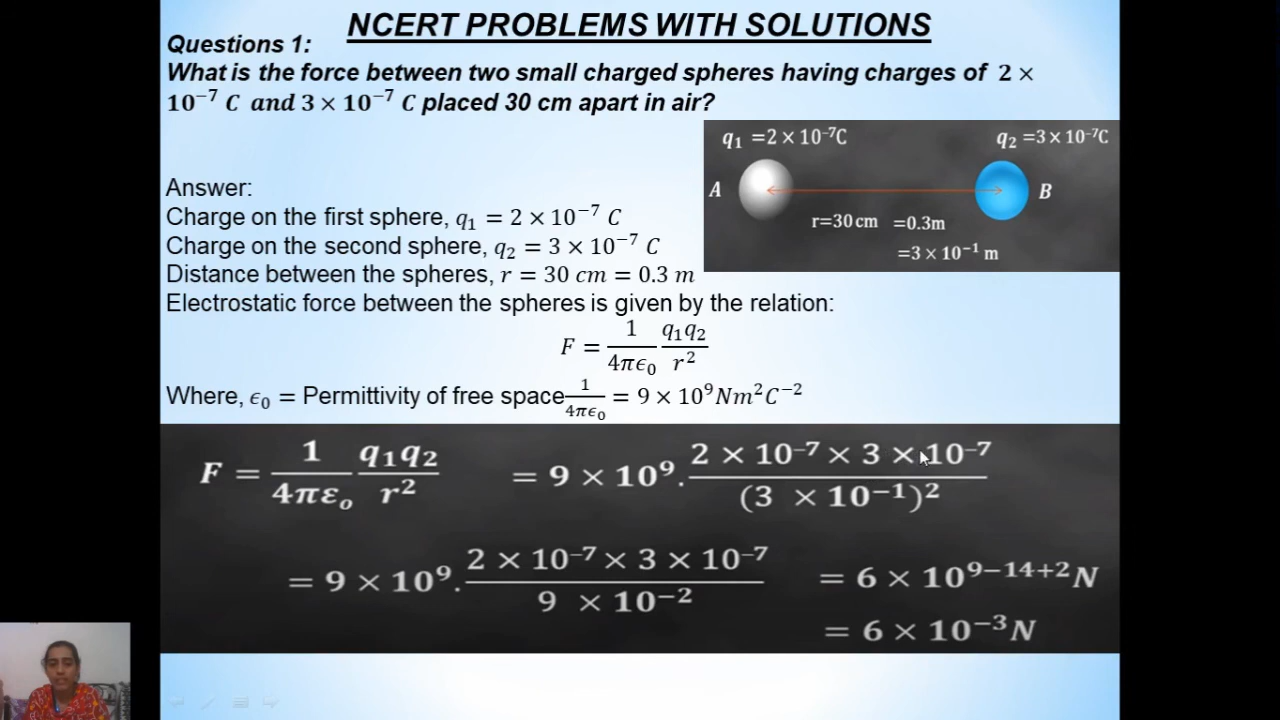 NCERT PROBLEMS WITH SOLUTIONS
Questions 1:
What is the force between two small charged spheres having charges of 2 ×
10⁻⁷ C and 3 × 10⁻⁷ C placed 30 cm apart in air?
q₁ =2 × 10⁻⁷C q₂ =3 × 10⁻⁷C
A B
r=30 cm =0.3m
=3 × 10⁻¹ m
Answer:
Charge on the first sphere, q₁ = 2 × 10⁻⁷ C
Charge on the second sphere, q₂ = 3 × 10⁻⁷ C
Distance between the spheres, r = 30 cm = 0.3 m
Electrostatic force between the spheres is given by the relation:
F = 1/4πϵ₀ q₁q₂/r²
Where, ϵ₀ = Permittivity of free space 1/4πϵ₀ = 9 × 10⁹Nm²C⁻²
F = 1/4πεₒ q₁q₂/r² = 9 × 10⁹. 2 × 10⁻⁷ × 3 × 10⁻⁷/(3 × 10⁻¹)²
= 9 × 10⁹. 2 × 10⁻⁷ × 3 × 10⁻⁷/9 × 10⁻² = 6 × 10⁹⁻¹⁴⁺²N
= 6 × 10⁻³N